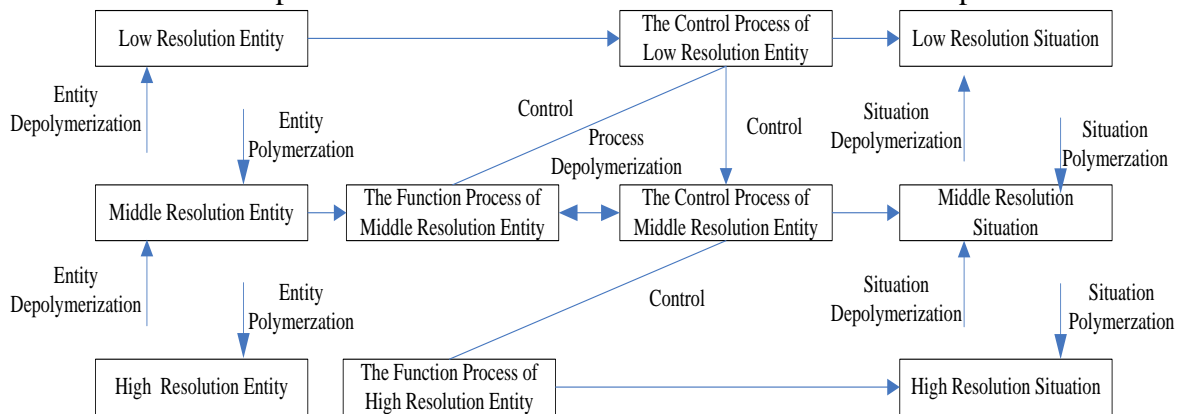 Low Resolution Entity
The Control Process of
Low Resolution Entity
Low Resolution Situation
Entity
Depolymerization
Entity
Polymerzation
Control
Process
Depolymerization
Control
Situation
Depolymerization
Situation
Polymerzation
Middle Resolution Entity
The Function Process of
Middle Resolution Entity
The Control Process of
Middle Resolution Entity
Middle Resolution
Situation
Entity
Depolymerization
Entity
Polymerzation
Control
Situation
Depolymerization
Situation
Polymerzation
High Resolution Entity
The Function Process of
High Resolution Entity
High Resolution Situation